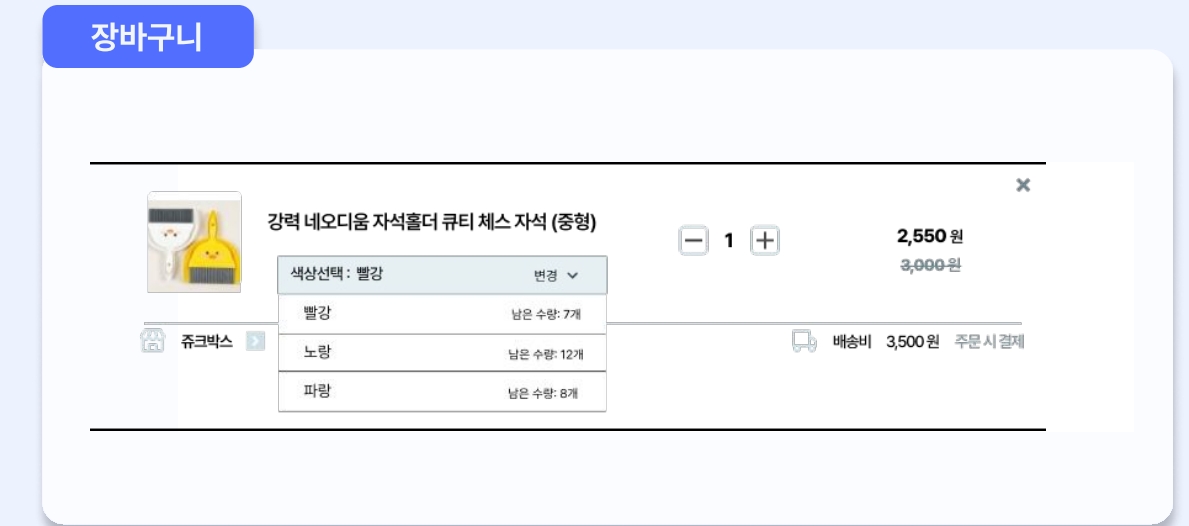 장바구니
강력 네오디움 자석홀더 큐티 체스 자석 (중형)
1
2,550 원
3,000 원
색상선택 : 빨강 변경
빨강 남은 수량: 7개
노랑 남은 수량: 12개
파랑 남은 수량: 8개
쥬크박스
배송비 3,500 원 주문 시 결제